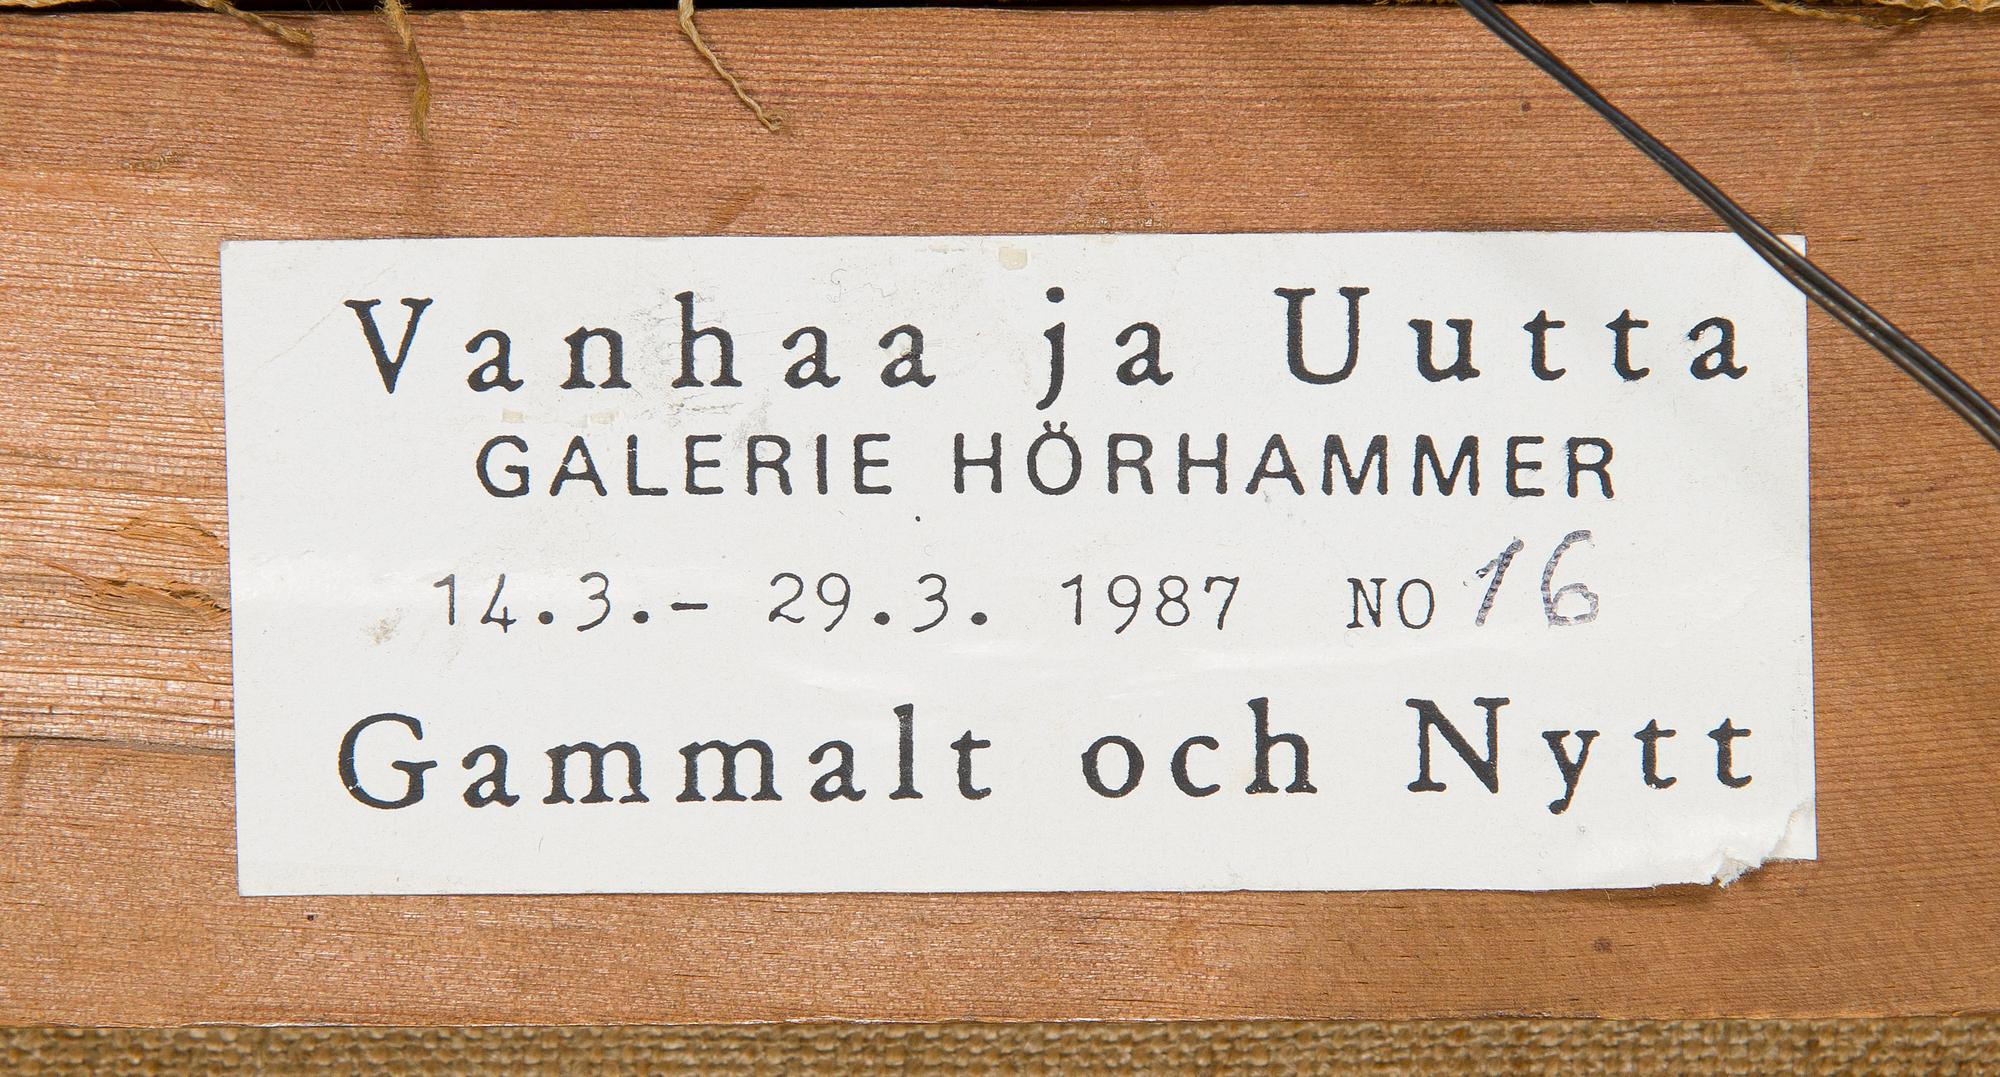 Vanhaa ja Uutta
GALERIE HÖRHAMMER
14.3.- 29.3. 1987 NO 16
Gammalt och Nytt